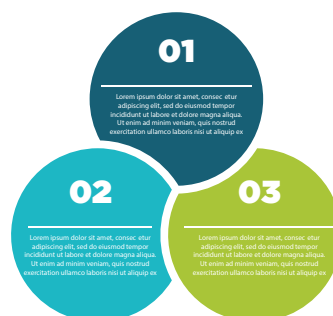 01
Lorem ipsum dolor sit amet, consec etur
adipiscing elit, sed do eiusmod tempor
incididunt ut labore et dolore magna aliqua.
Ut enim ad minim veniam, quis nostrud
exercitation ullamco laboris nisi ut aliquip ex
02
Lorem ipsum dolor sit amet, consec etur
adipiscing elit, sed do eiusmod tempor
incididunt ut labore et dolore magna aliqua.
Ut enim ad minim veniam, quis nostrud
exercitation ullamco laboris nisi ut aliquip ex
03
Lorem ipsum dolor sit amet, consec etur
adipiscing elit, sed do eiusmod tempor
incididunt ut labore et dolore magna aliqua.
Ut enim ad minim veniam, quis nostrud
exercitation ullamco laboris nisi ut aliquip ex